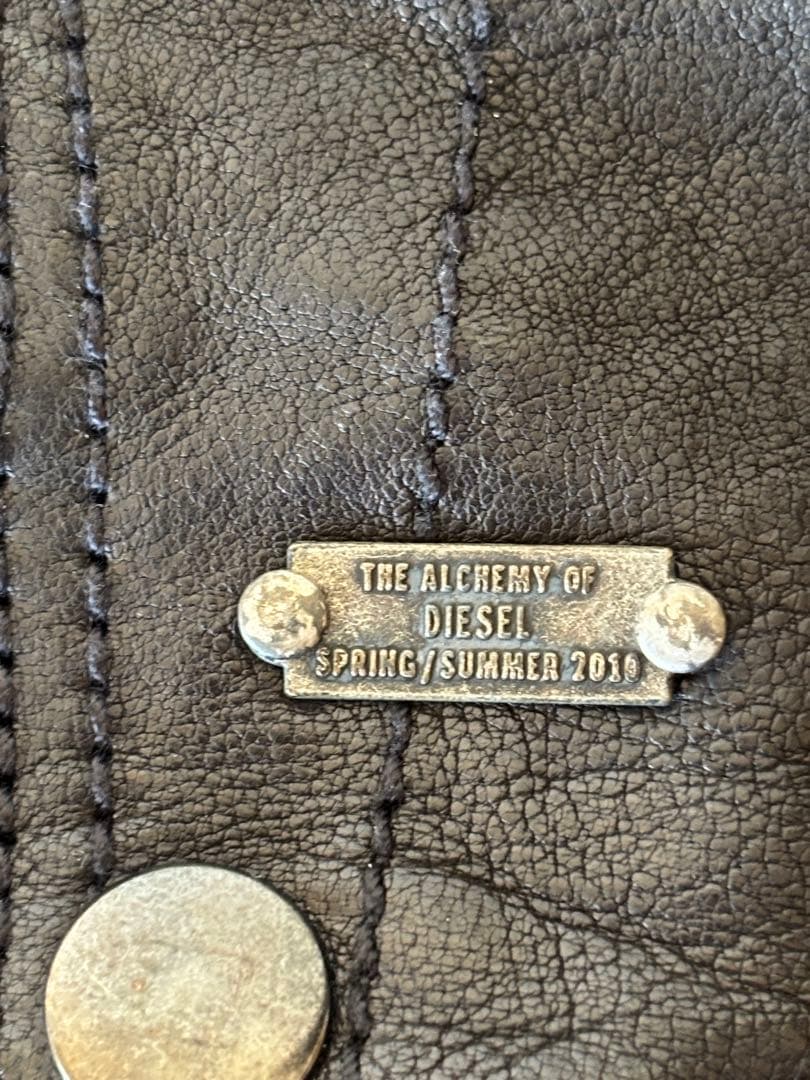 THE ALCHEMY OF
DIESEL
SPRING/SUMMER 2010